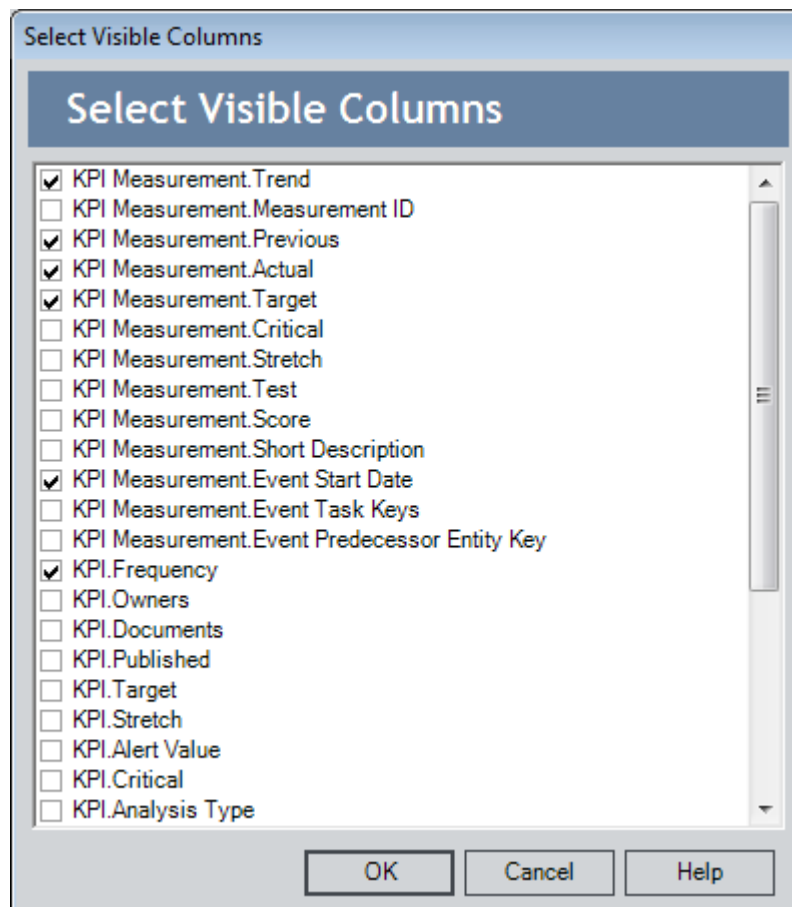 Select Visible Columns
Select Visible Columns
KPI Measurement.Trend
KPI Measurement.Measurement ID
KPI Measurement.Previous
KPI Measurement.Actual
KPI Measurement.Target
KPI Measurement.Critical
KPI Measurement.Stretch
KPI Measurement.Test
KPI Measurement.Score
KPI Measurement.Short Description
KPI Measurement.Event Start Date
KPI Measurement.Event Task Keys
KPI Measurement.Event Predecessor Entity Key
KPI.Frequency
KPI.Owners
KPI.Documents
KPI.Published
KPI.Target
KPI.Stretch
KPI.Alert Value
KPI.Critical
KPI.Analysis Type
OK Cancel Help